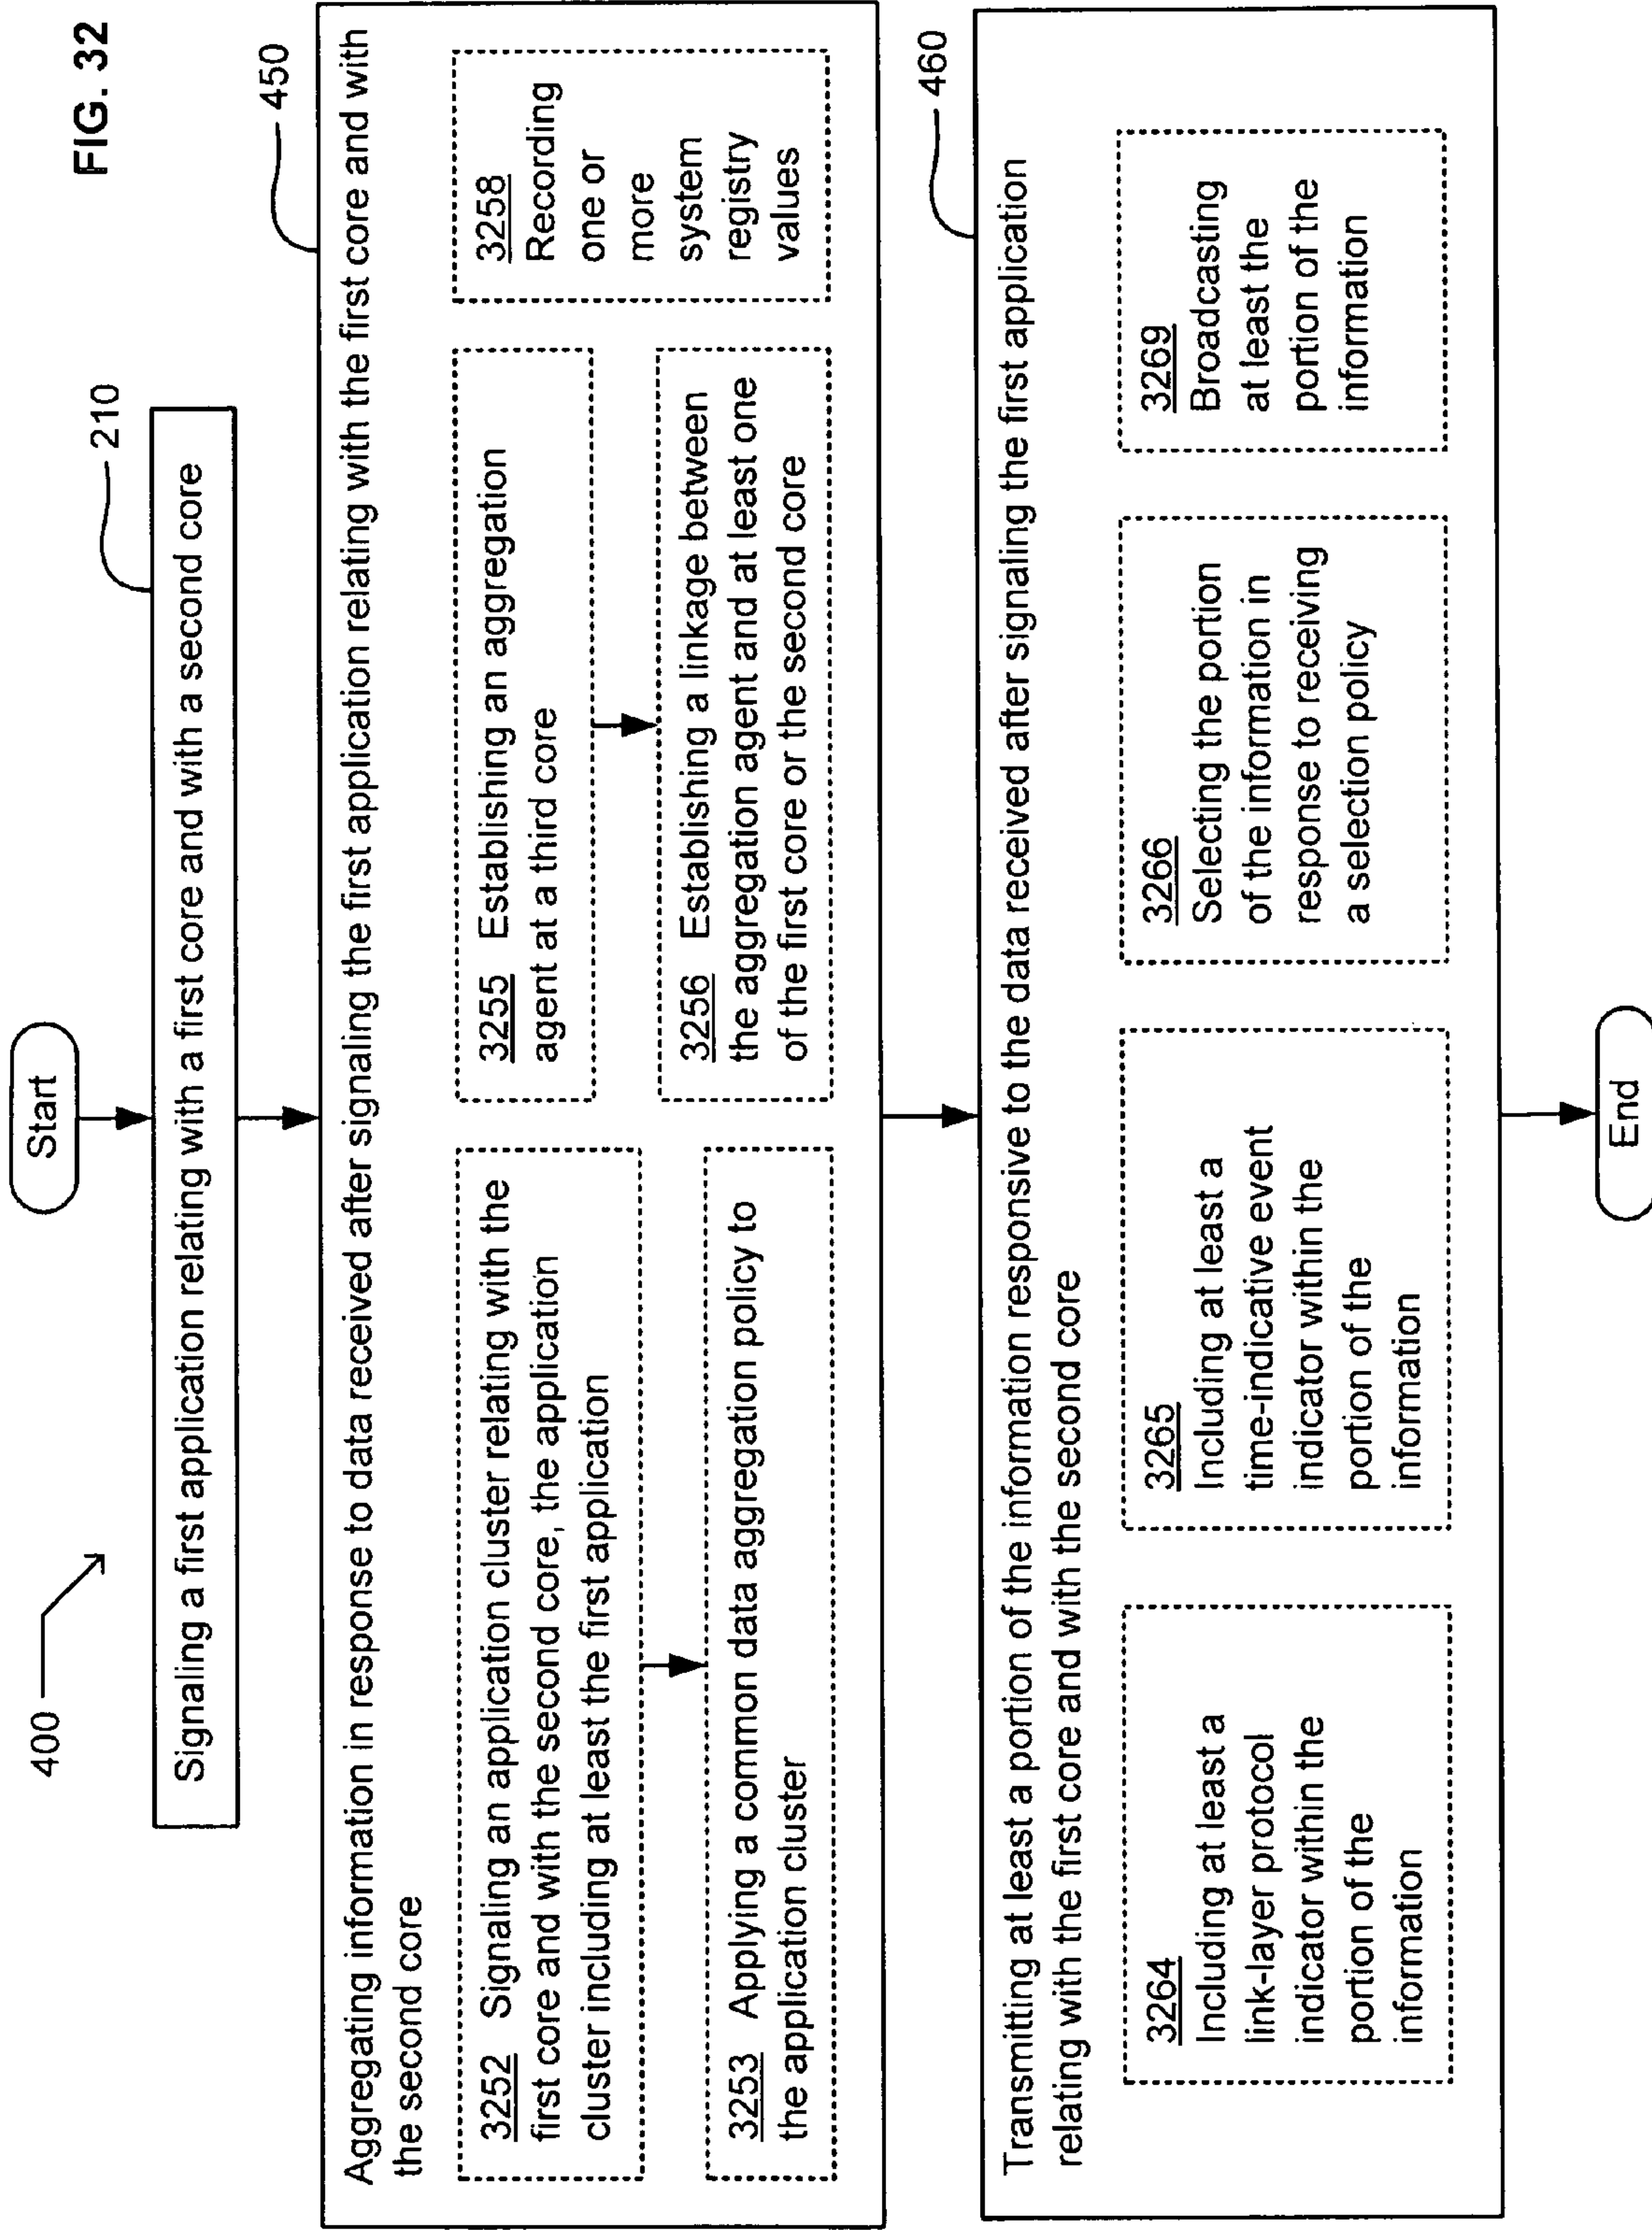 FIG. 32
400
Start
210
Signaling a first application relating with a first core and with a second core
450
Aggregating information in response to data received after signaling the first application relating with the first core and with
the second core
3252 Signaling an application cluster relating with the
first core and with the second core, the application
cluster including at least the first application
3253 Applying a common data aggregation policy to
the application cluster
3255 Establishing an aggregation
agent at a third core
3256 Establishing a linkage between
the aggregation agent and at least one
of the first core or the second core
3258
Recording
one or
more
system
registry
values
460
Transmitting at least a portion of the information responsive to the data received after signaling the first application
relating with the first core and with the second core
3264
Including at least a
link-layer protocol
indicator within the
portion of the
information
3265
Including at least a
time-indicative event
indicator within the
portion of the
information
3266
Selecting the portion
of the information in
response to receiving
a selection policy
3269
Broadcasting
at least the
portion of the
information
End